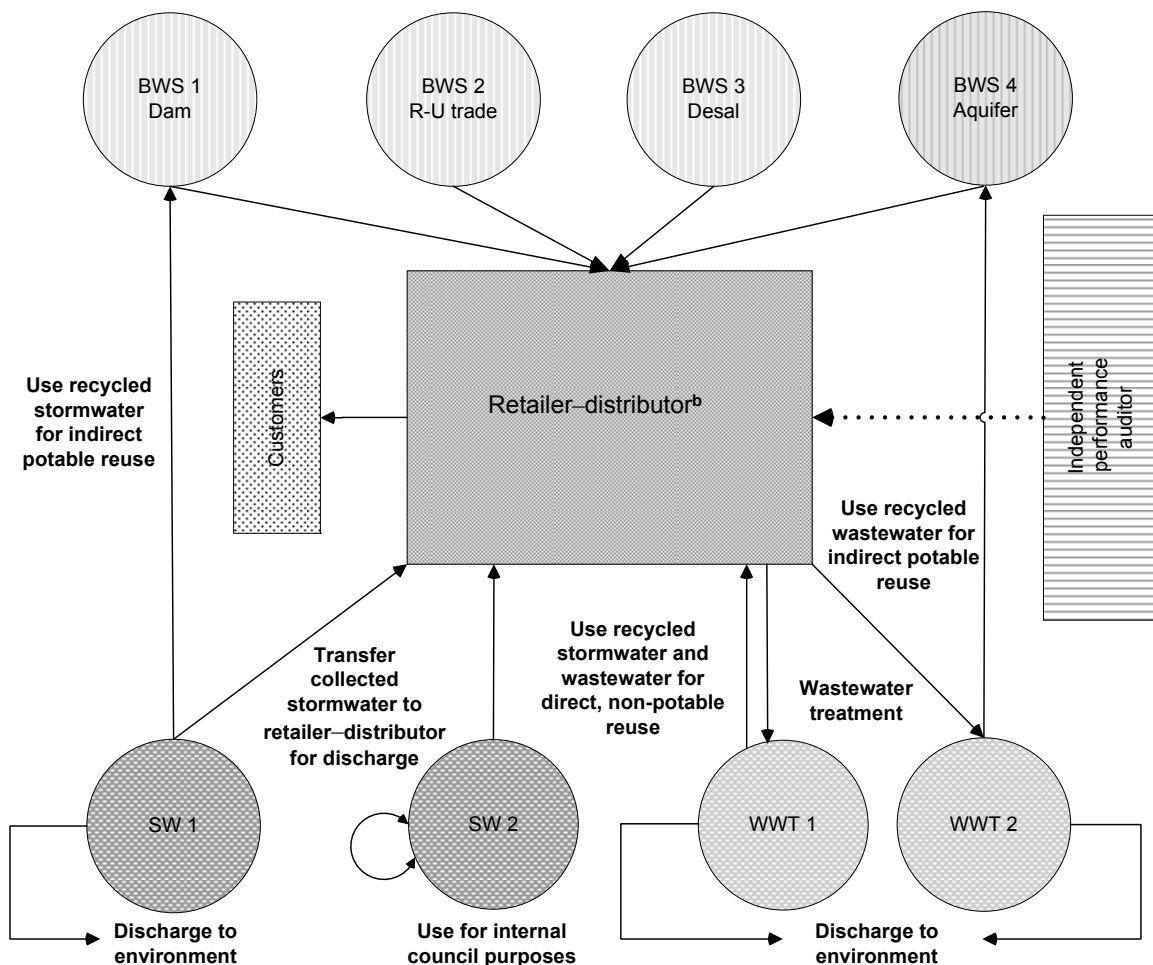 BWS 1
Dam
BWS 2
R-U trade
BWS 3
Desal
BWS 4
Aquifer
Use recycled
stormwater
for indirect
potable reuse
Customers
Retailer–distributorᵇ
Independent
performance
auditor
Use recycled
wastewater for
indirect potable
reuse
Transfer
collected
stormwater to
retailer–distributor
for discharge
Use recycled
stormwater and
wastewater for
direct, non-potable
reuse
Wastewater
treatment
SW 1
SW 2
WWT 1
WWT 2
Discharge to
environment
Use for internal
council purposes
Discharge to
environment